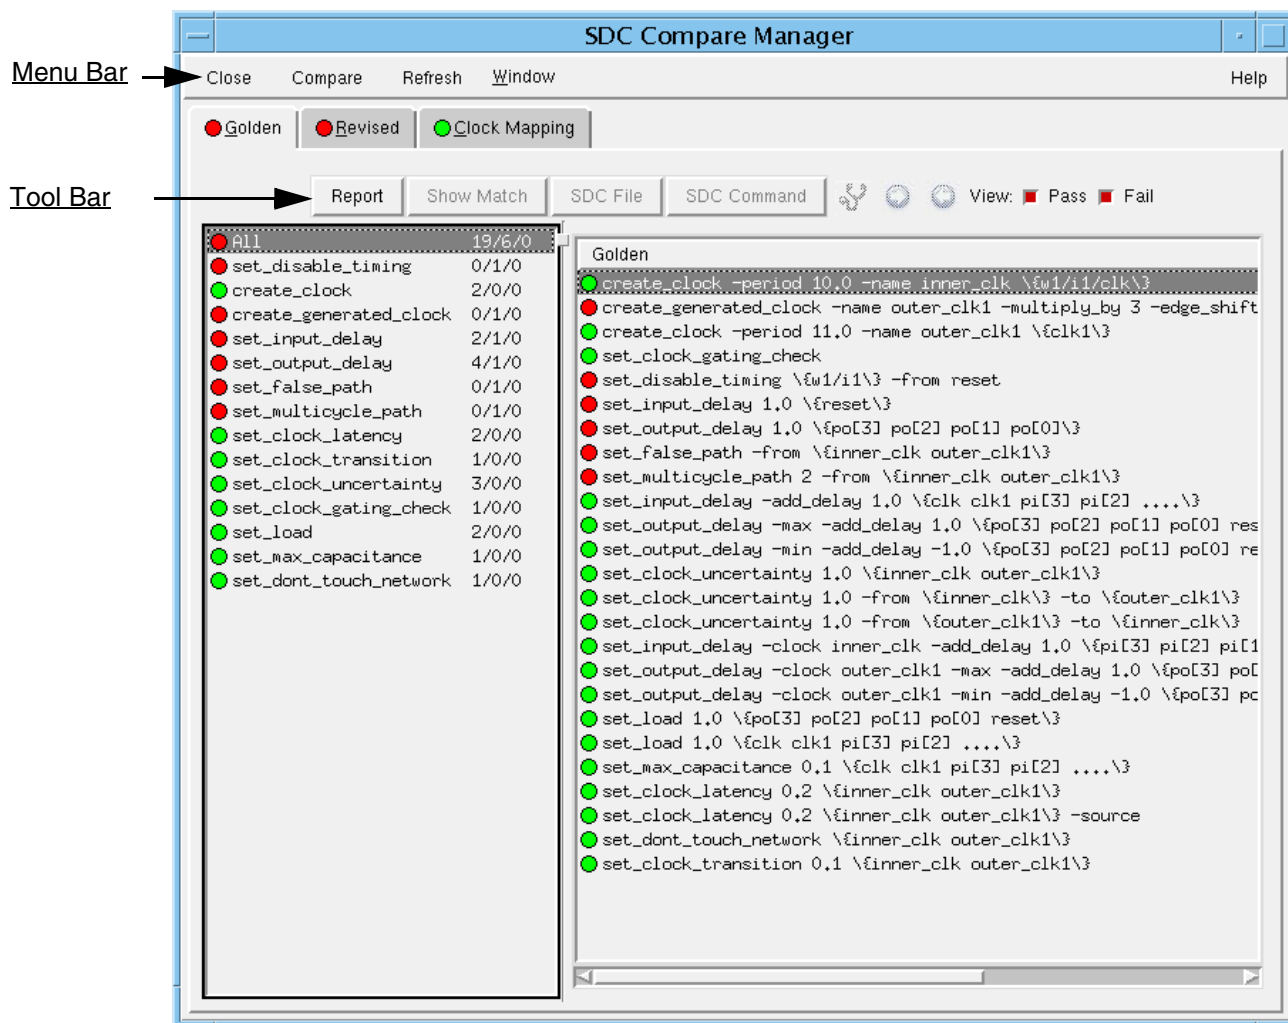 SDC Compare Manager
Menu Bar
Close Compare Refresh Window Help
Golden Revised Clock Mapping
Tool Bar
Report Show Match SDC File SDC Command View: Pass Fail
All 19/6/0
set_disable_timing 0/1/0
create_clock 2/0/0
create_generated_clock 0/1/0
set_input_delay 2/1/0
set_output_delay 4/1/0
set_false_path 0/1/0
set_multicycle_path 0/1/0
set_clock_latency 2/0/0
set_clock_transition 1/0/0
set_clock_uncertainty 3/0/0
set_clock_gating_check 1/0/0
set_load 2/0/0
set_max_capacitance 1/0/0
set_dont_touch_network 1/0/0
Golden
create_clock -period 10.0 -name inner_clk \{w1/i1/clk\}
create_generated_clock -name outer_clk1 -multiply_by 3 -edge_shift
create_clock -period 11.0 -name outer_clk1 \{clk1\}
set_clock_gating_check
set_disable_timing \{w1/i1\} -from reset
set_input_delay 1.0 \{reset\}
set_output_delay 1.0 \{po[3] po[2] po[1] po[0]\}
set_false_path -from \{inner_clk outer_clk1\}
set_multicycle_path 2 -from \{inner_clk outer_clk1\}
set_input_delay -add_delay 1.0 \{clk clk1 pi[3] pi[2] ....\}
set_output_delay -max -add_delay 1.0 \{po[3] po[2] po[1] po[0] res
set_output_delay -min -add_delay -1.0 \{po[3] po[2] po[1] po[0] re
set_clock_uncertainty 1.0 \{inner_clk outer_clk1\}
set_clock_uncertainty 1.0 -from \{inner_clk\} -to \{outer_clk1\}
set_clock_uncertainty 1.0 -from \{outer_clk1\} -to \{inner_clk\}
set_input_delay -clock inner_clk -add_delay 1.0 \{pi[3] pi[2] pi[1
set_output_delay -clock outer_clk1 -max -add_delay 1.0 \{po[3] po[
set_output_delay -clock outer_clk1 -min -add_delay -1.0 \{po[3] po
set_load 1.0 \{po[3] po[2] po[1] po[0] reset\}
set_load 1.0 \{clk clk1 pi[3] pi[2] ....\}
set_max_capacitance 0.1 \{clk clk1 pi[3] pi[2] ....\}
set_clock_latency 0.2 \{inner_clk outer_clk1\}
set_clock_latency 0.2 \{inner_clk outer_clk1\} -source
set_dont_touch_network \{inner_clk outer_clk1\}
set_clock_transition 0.1 \{inner_clk outer_clk1\}